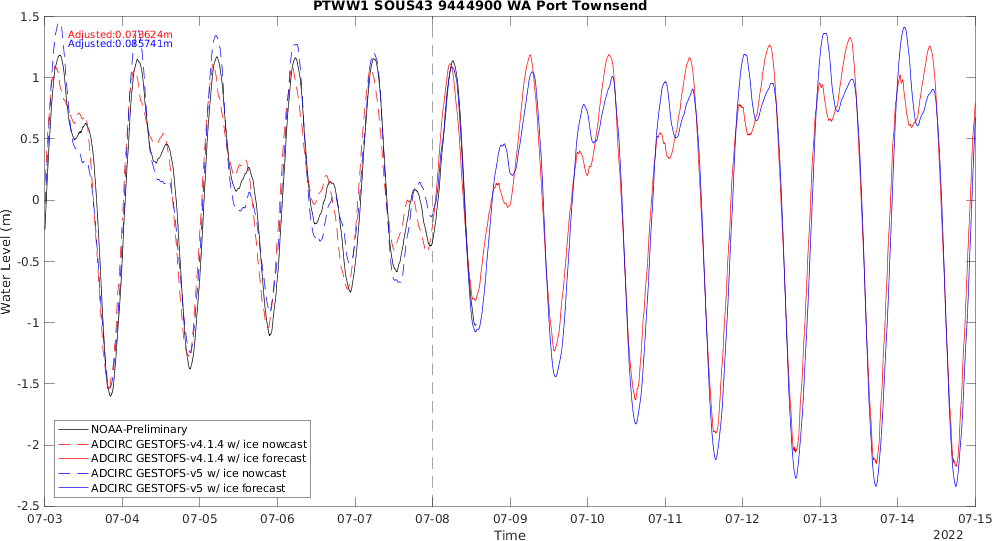 PTWW1 SOUS43 9444900 WA Port Townsend
Adjusted:0.073624m
Adjusted:0.085741m
1.5
1
0.5
0
-0.5
-1
-1.5
-2
-2.5
Water Level (m)
NOAA-Preliminary
ADCIRC GESTOFS-v4.1.4 w/ ice nowcast
ADCIRC GESTOFS-v4.1.4 w/ ice forecast
ADCIRC GESTOFS-v5 w/ ice nowcast
ADCIRC GESTOFS-v5 w/ ice forecast
07-03 07-04 07-05 07-06 07-07 07-08 07-09 07-10 07-11 07-12 07-13 07-14 07-15
Time
2022